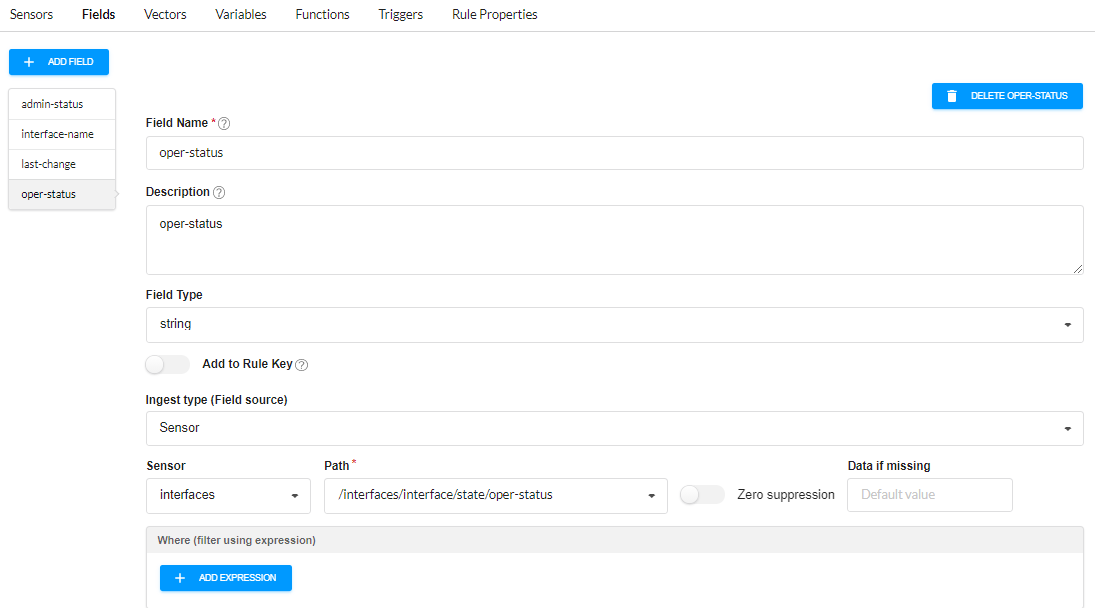 Sensors Fields Vectors Variables Functions Triggers Rule Properties
+ ADD FIELD
admin-status
interface-name
last-change
oper-status
DELETE OPER-STATUS
Field Name * ?
oper-status
Description ?
oper-status
Field Type
string
Add to Rule Key ?
Ingest type (Field source)
Sensor
Sensor Path * Data if missing
interfaces /interfaces/interface/state/oper-status Zero suppression Default value
Where (filter using expression)
+ ADD EXPRESSION